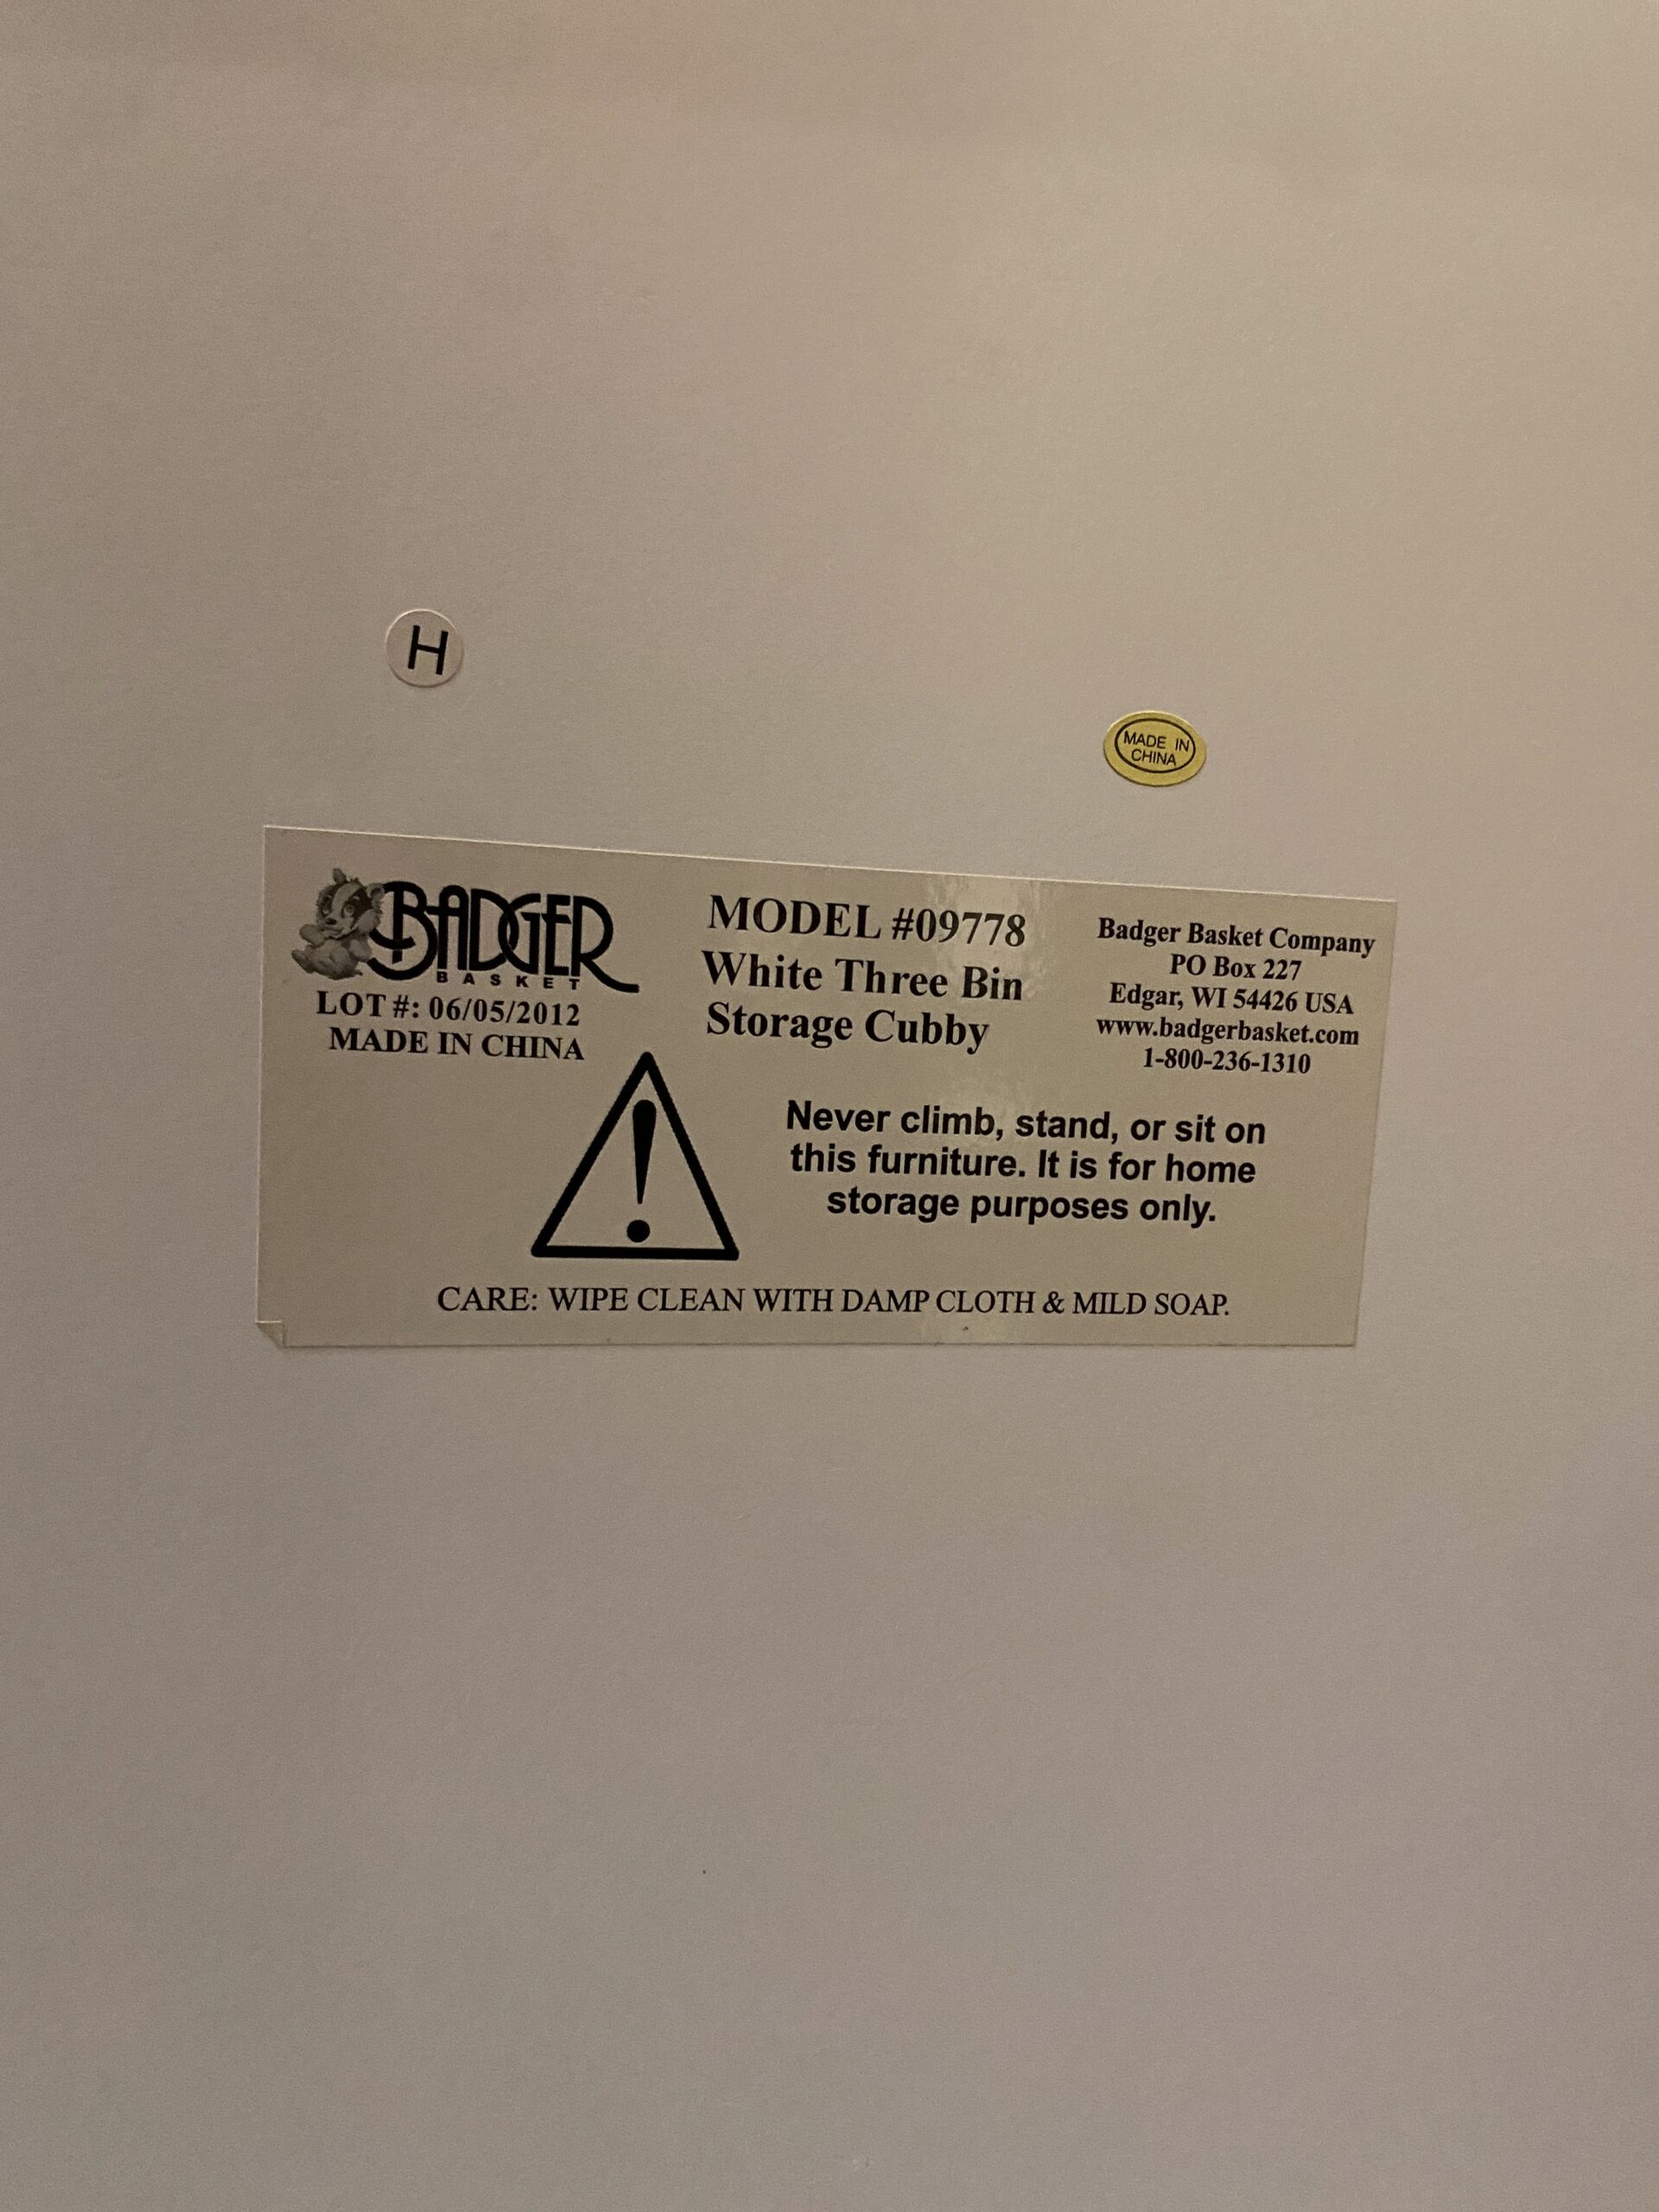 H
MADE IN
CHINA
BADGER
BASKET
LOT #: 06/05/2012
MADE IN CHINA
MODEL #09778
White Three Bin
Storage Cubby
Badger Basket Company
PO Box 227
Edgar, WI 54426 USA
www.badgerbasket.com
1-800-236-1310
Never climb, stand, or sit on
this furniture. It is for home
storage purposes only.
CARE: WIPE CLEAN WITH DAMP CLOTH & MILD SOAP.